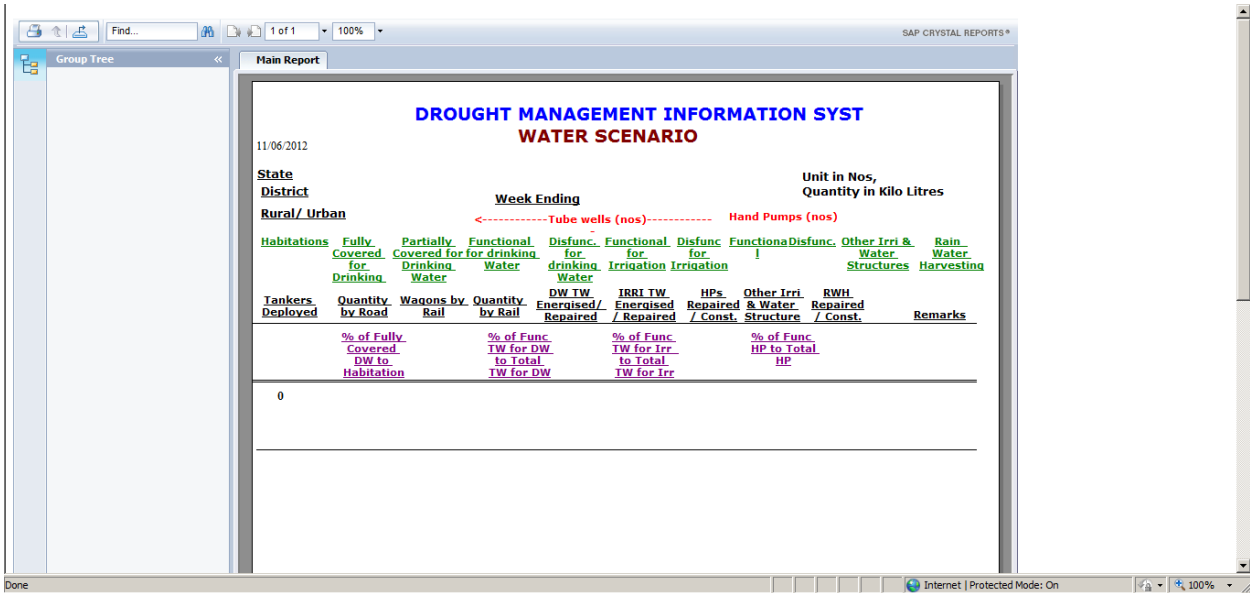 Find...
1 of 1
100%
SAP CRYSTAL REPORTS®
Group Tree «
Main Report
DROUGHT MANAGEMENT INFORMATION SYST
WATER SCENARIO
11/06/2012
State
Unit in Nos,
District
Quantity in Kilo Litres
Week Ending
Rural/ Urban
<------------Tube wells (nos)------------- Hand Pumps (nos)
Habitations Fully Partially Functional Disfunc. Functional Disfunc Functiona Disfunc. Other Irri & Rain
Covered Covered for for drinking for for for l Water Water
for Drinking Water drinking Irrigation Irrigation Structures Harvesting
Drinking Water Water
DW TW IRRI TW HPs Other Irri RWH
Tankers Quantity Wagons by Quantity Energised/ Energised Repaired & Water Repaired
Deployed by Road Rail by Rail Repaired / Repaired / Const. Structure / Const. Remarks
% of Fully % of Func % of Func % of Func
Covered TW for DW TW for Irr HP to Total
DW to to Total to Total HP
Habitation TW for DW TW for Irr
0
Done
Internet | Protected Mode: On
100%